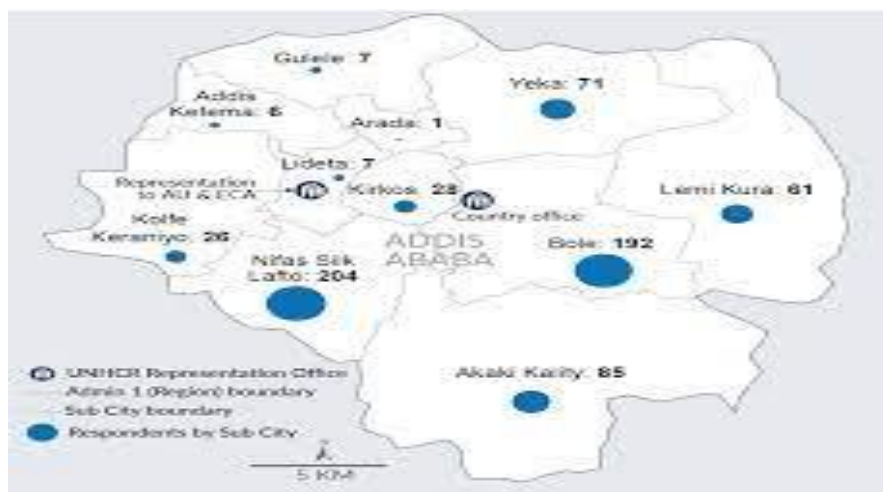 Gulele: 7
Yeka: 71
Addis
Ketema: 6
Arada: 1
Lideta: 7
Representation
to AU & ECA
Kirkos: 28
Lemi Kura: 61
Country office
Kolfe
Keraniyo: 26
ADDIS
ABABA
Bole: 192
Nifas Silk
Lafto: 204
Akaki Kality: 85
UNHCR Representation Office
Admin 1 (Region) boundary
Sub City boundary
Respondents by Sub City
5 KM